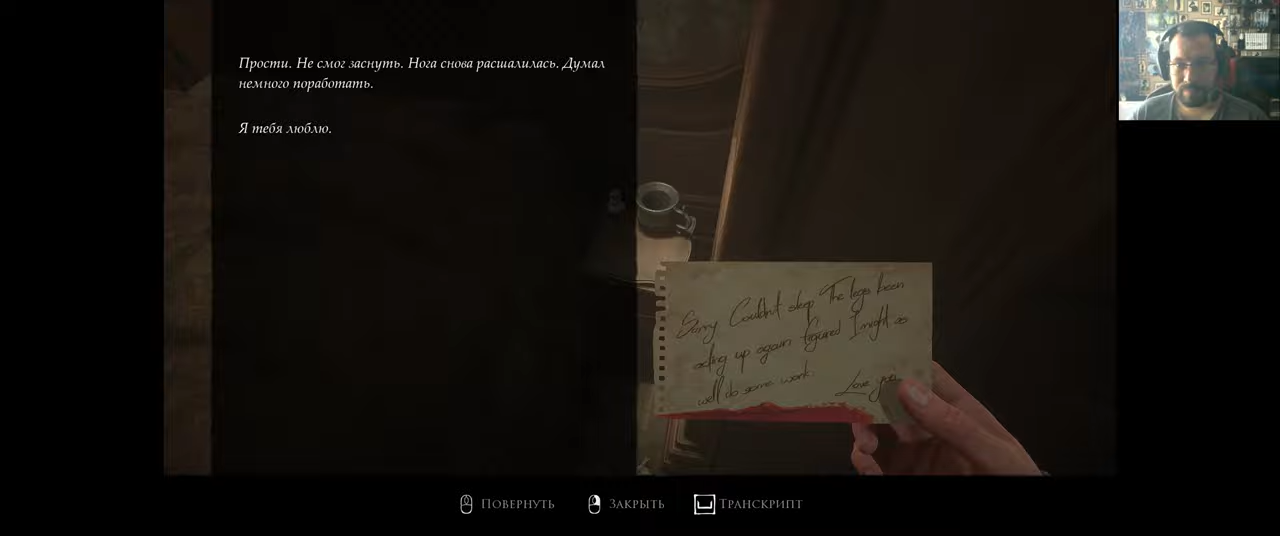 Прости. Не смог заснуть. Нога снова расшалилась. Думал
немного поработать.
Я тебя люблю.
Sorry Couldn't sleep The leg's been
acting up again figured I might as
well do some work.
Love you
Повернуть
Закрыть
Транскрипт